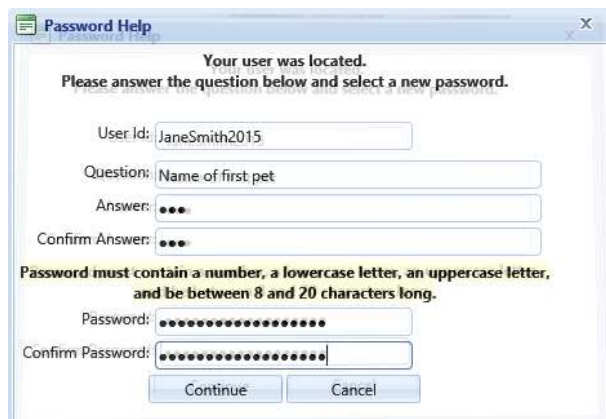 Password Help
Your user was located.
Please answer the question below and select a new password.
User Id: JaneSmith2015
Question: Name of first pet
Answer: •••
Confirm Answer: •••
Password must contain a number, a lowercase letter, an uppercase letter,
and be between 8 and 20 characters long.
Password: ••••••••••••••••••
Confirm Password: ••••••••••••••••••
Continue Cancel